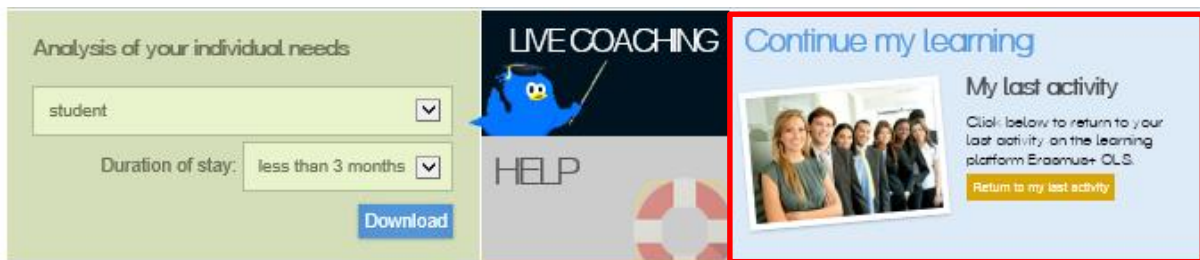 Analysis of your individual needs
student
Duration of stay:
less than 3 months
Download
LIVE COACHING
HELP
Continue my learning
My last activity
Click below to return to your
last activity on the learning
platform Erasmus+ OLS.
Return to my last activity